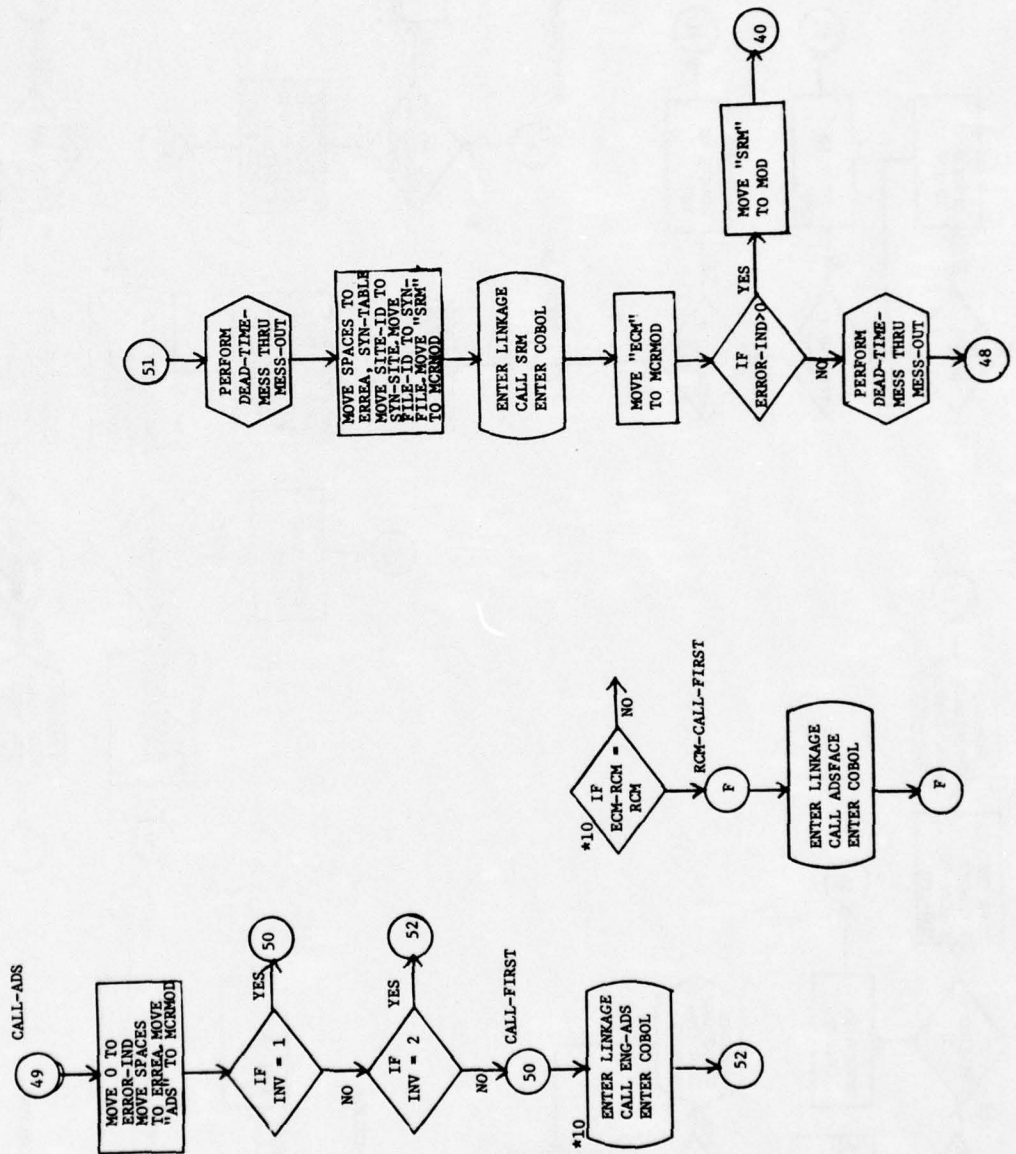 CALL-ADS
49
MOVE 0 TO
ERROR-IND
MOVE SPACES
TO ERREA. MOVE
"ADS" TO MCRMOD
IF
INV = 1
YES
50
NO
IF
INV = 2
YES
52
NO
CALL-FIRST
50
*10
ENTER LINKAGE
CALL ENG-ADS
ENTER COBOL
52
*10
IF
ECM-RCM =
RCM
NO
RCM-CALL-FIRST
F
ENTER LINKAGE
CALL ADSFACE
ENTER COBOL
F
51
PERFORM
DEAD-TIME-
MESS THRU
MESS-OUT
MOVE SPACES TO
ERREA, SYN-TABLE
MOVE SITE-ID TO
SYN-SITE.MOVE
FILE-ID TO SYN-
FILE.MOVE "SRM"
TO MCRMOD
ENTER LINKAGE
CALL SRM
ENTER COBOL
MOVE "ECM"
TO MCRMOD
IF
ERROR-IND>0
YES
MOVE "SRM"
TO MOD
40
NO
PERFORM
DEAD-TIME-
MESS THRU
MESS-OUT
48